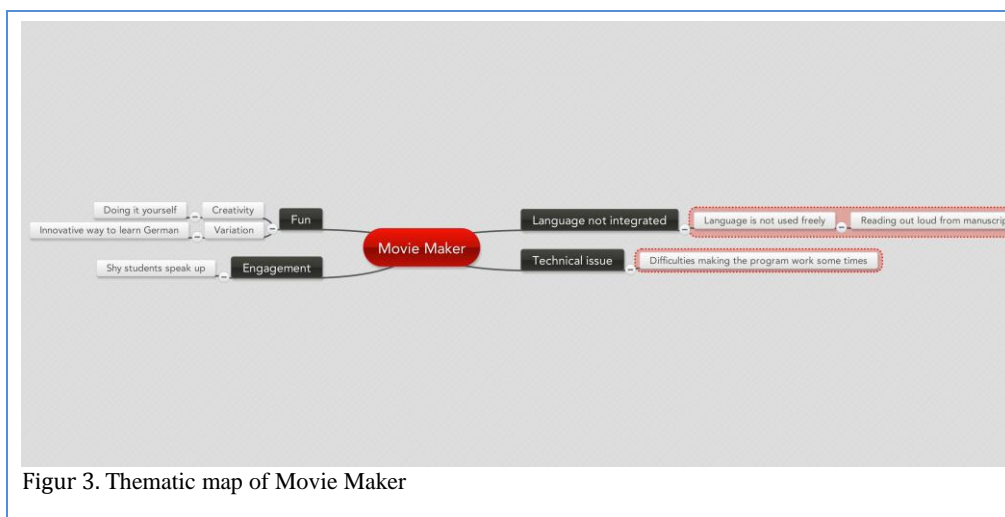 Doing it yourself
Creativity
Fun
Innovative way to learn German
Variation
Shy students speak up
Engagement
Movie Maker
Language not integrated
Language is not used freely
Reading out loud from manuscrip
Technical issue
Difficulties making the program work some times
Figur 3. Thematic map of Movie Maker